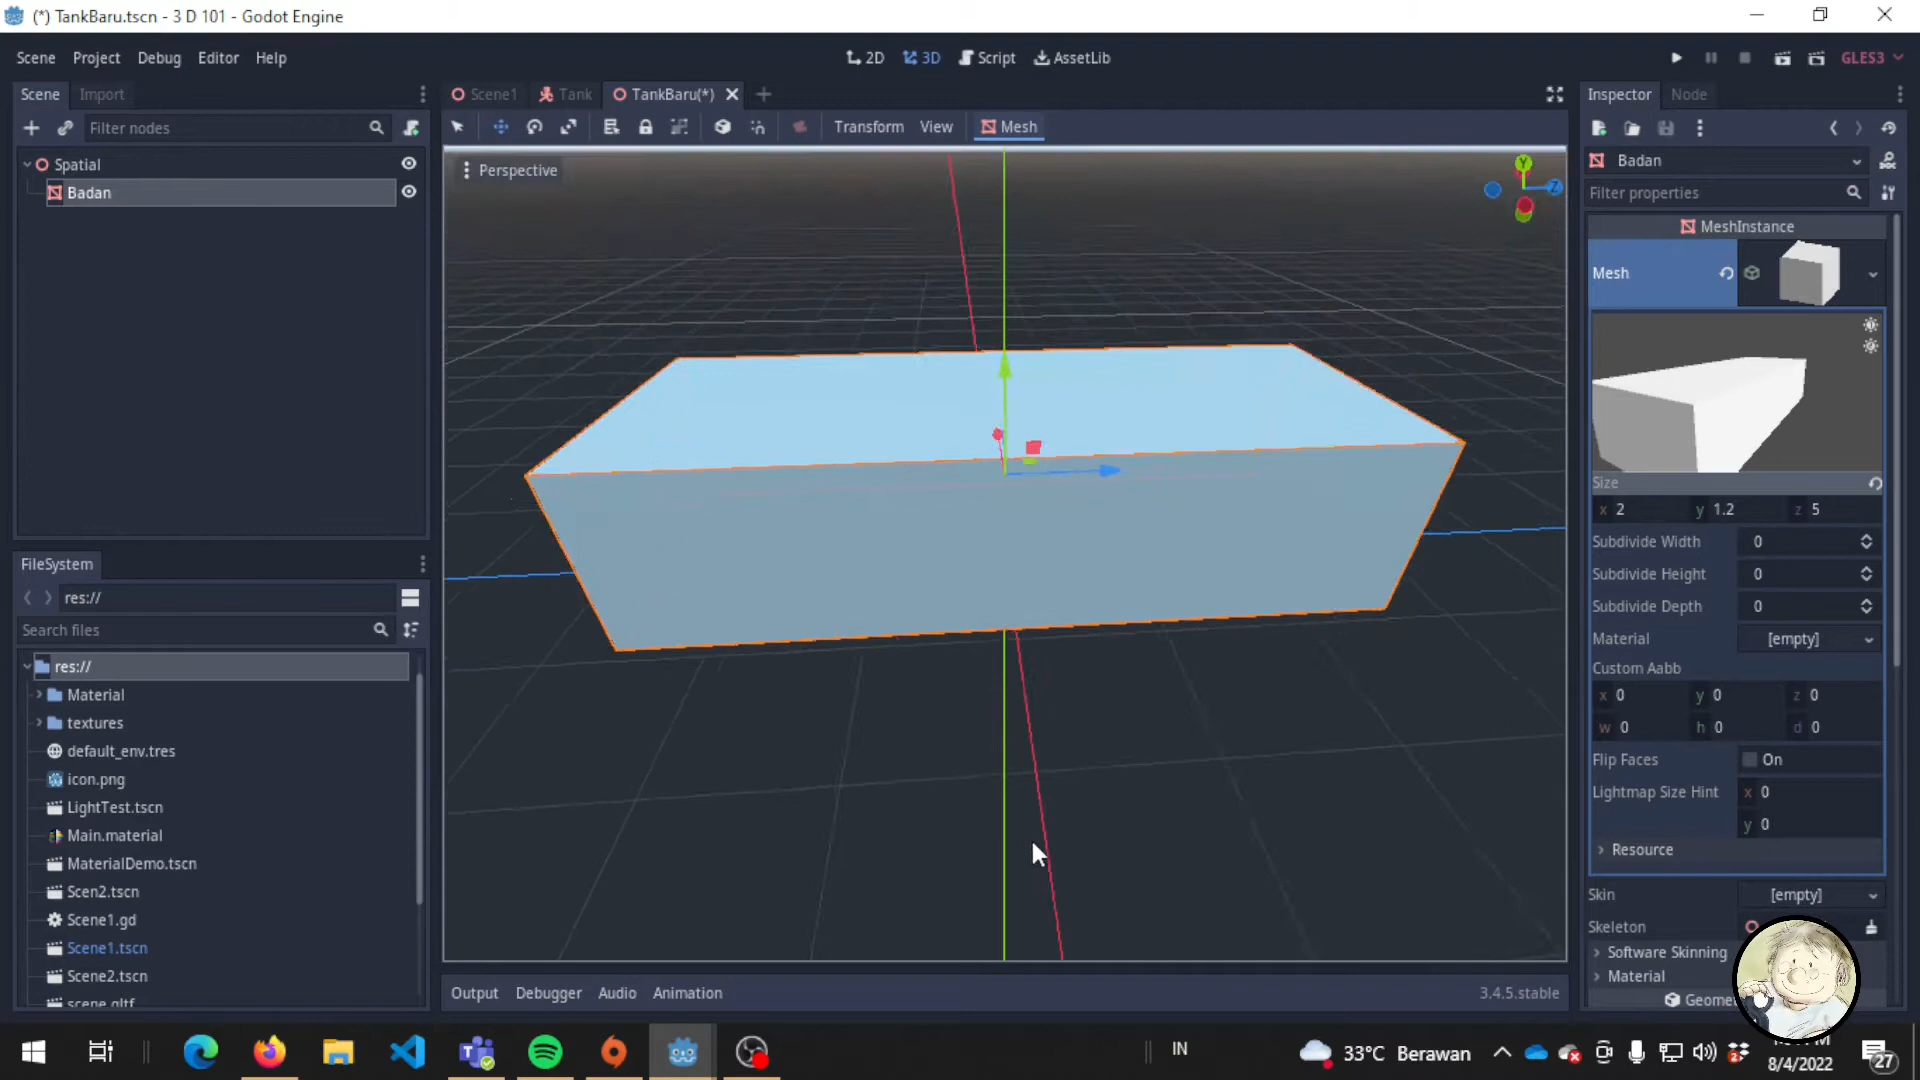 (*) TankBaru.tscn - 3 D 101 - Godot Engine
Scene Project Debug Editor Help
2D 3D Script AssetLib
GLES3
Scene Import
Filter nodes
Spatial
Badan
FileSystem
res://
Search files
res://
Material
textures
default_env.tres
icon.png
LightTest.tscn
Main.material
MaterialDemo.tscn
Scen2.tscn
Scene1.gd
Scene1.tscn
Scene2.tscn
scene.gltf
Scene1 Tank TankBaru(*)
Transform View Mesh
Perspective
Y
Z
Output Debugger Audio Animation
3.4.5.stable
Inspector Node
Badan
Filter properties
MeshInstance
Mesh
Size
x 2 y 1.2 z 5
Subdivide Width 0
Subdivide Height 0
Subdivide Depth 0
Material [empty]
Custom Aabb
x 0 y 0 z 0
w 0 h 0 d 0
Flip Faces On
Lightmap Size Hint x 0
y 0
Resource
Skin [empty]
Skeleton
Software Skinning
Material
IN
33°C Berawan
8/4/2022
27